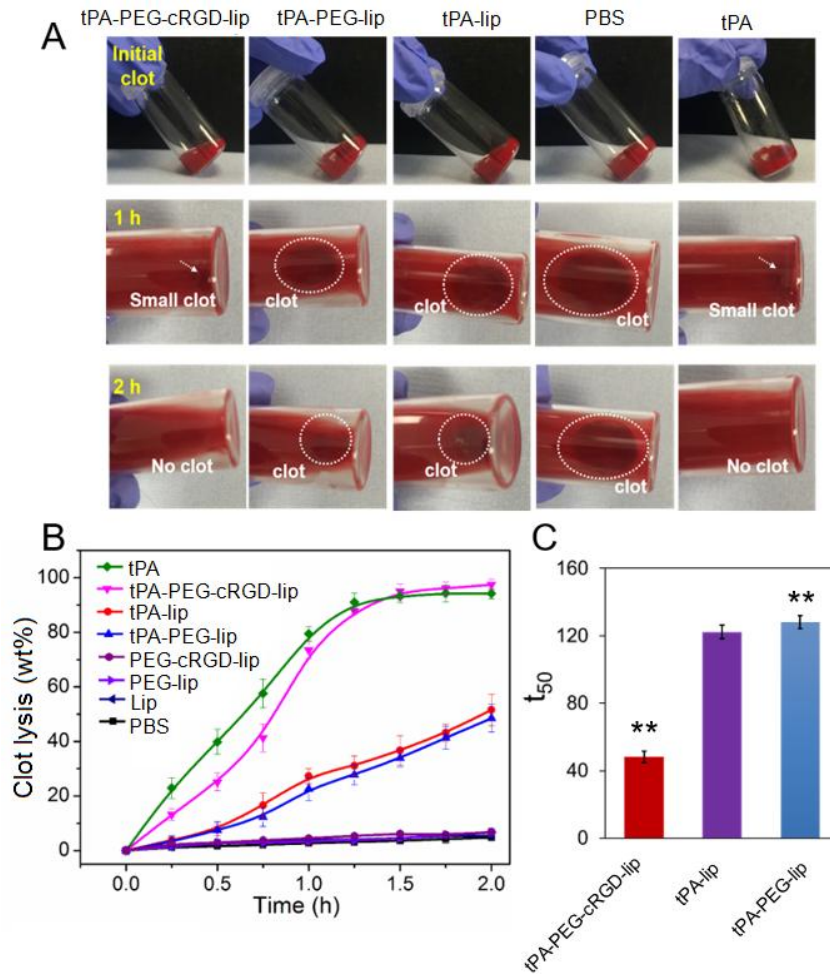 tPA-PEG-cRGD-lip tPA-PEG-lip tPA-lip PBS tPA
A
Initial
clot
1 h
Small clot clot clot clot Small clot
2 h
No clot clot clot clot No clot
B
tPA
tPA-PEG-cRGD-lip
tPA-lip
tPA-PEG-lip
PEG-cRGD-lip
PEG-lip
Lip
PBS
Clot lysis (wt%)
100
80
60
40
20
0
0.0 0.5 1.0 1.5 2.0
Time (h)
C
t50
160
120
80
40
0
** **
tPA-PEG-cRGD-lip
tPA-lip
tPA-PEG-lip